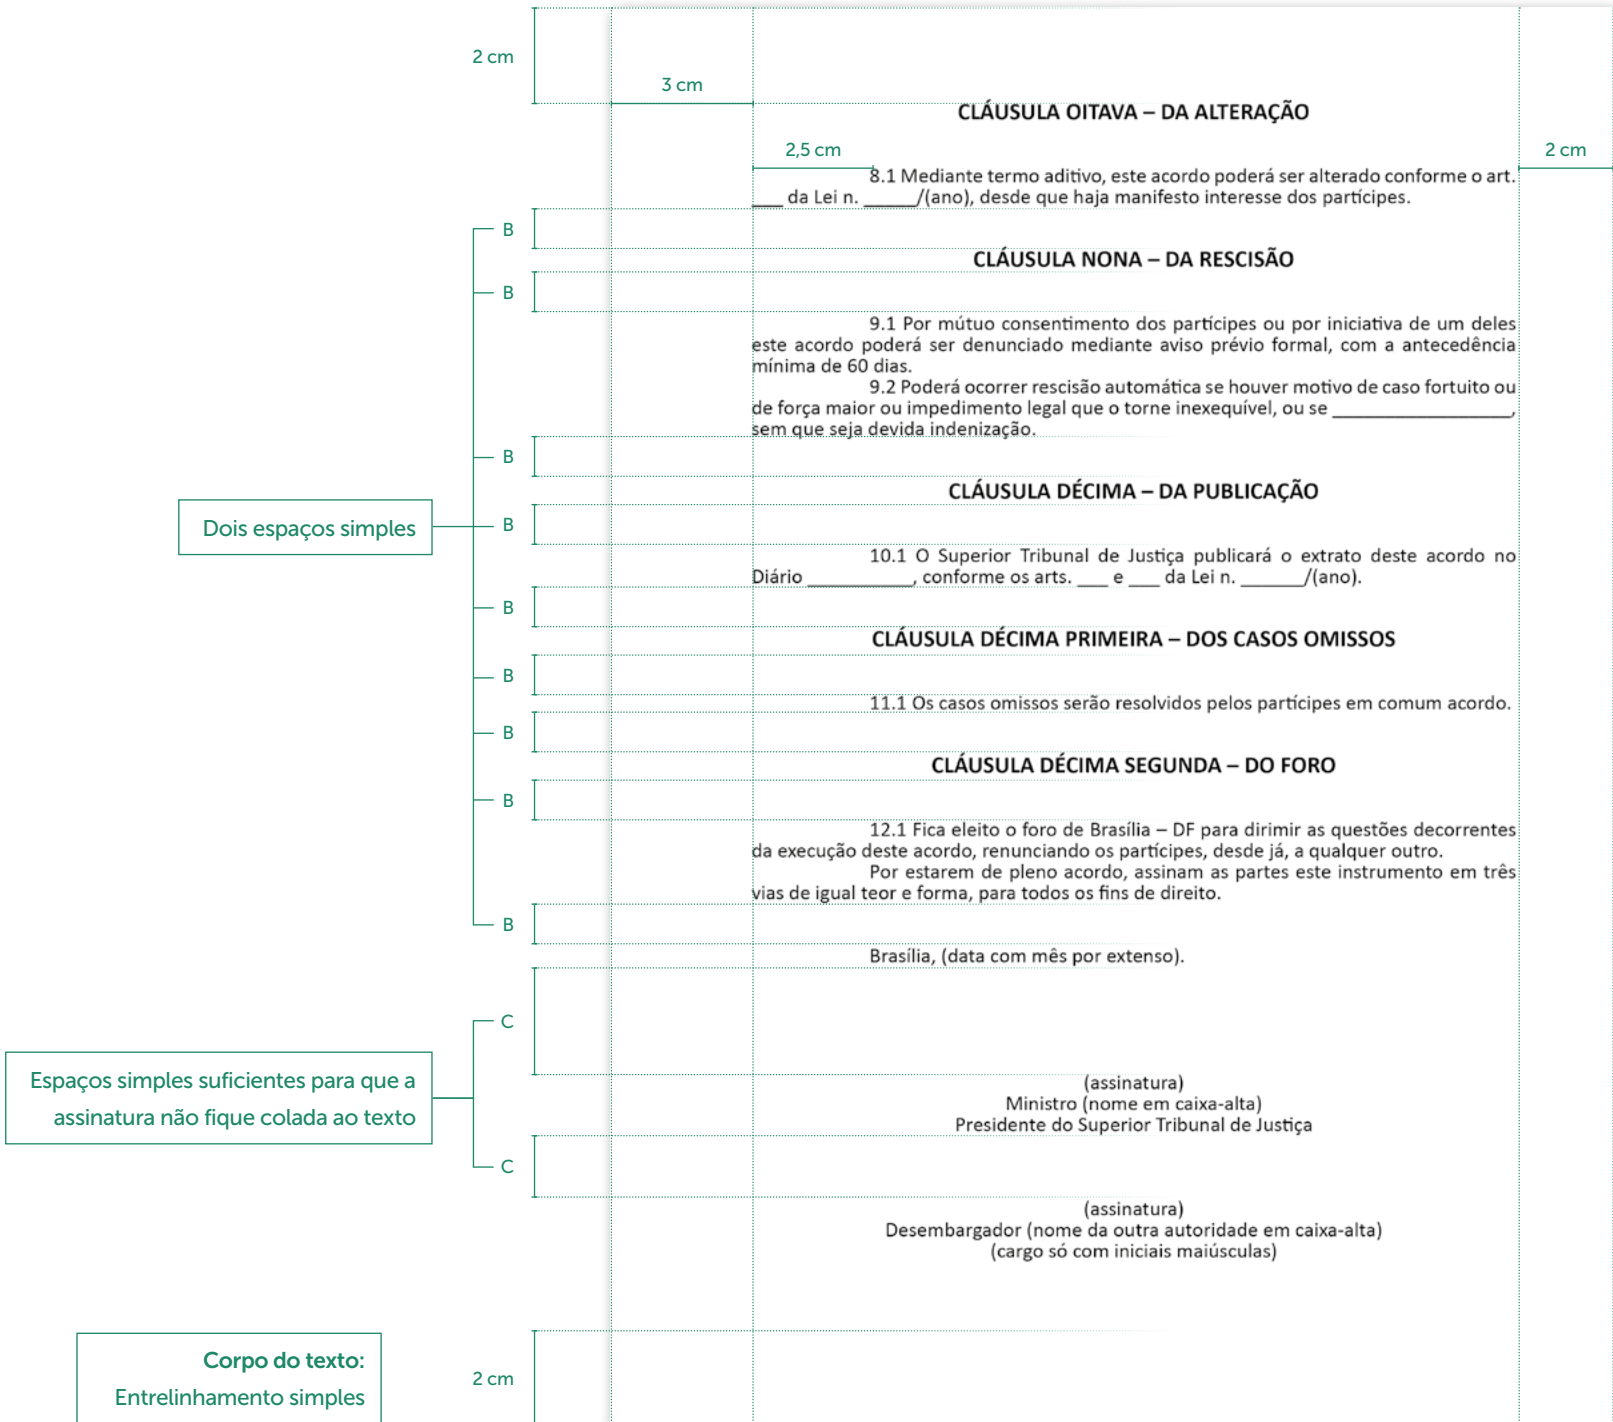 2 cm
3 cm
CLÁUSULA OITAVA – DA ALTERAÇÃO
2,5 cm
2 cm
8.1 Mediante termo aditivo, este acordo poderá ser alterado conforme o art.
___ da Lei n. _____/(ano), desde que haja manifesto interesse dos partícipes.
B
CLÁUSULA NONA – DA RESCISÃO
B
9.1 Por mútuo consentimento dos partícipes ou por iniciativa de um deles
este acordo poderá ser denunciado mediante aviso prévio formal, com a antecedência
mínima de 60 dias.
9.2 Poderá ocorrer rescisão automática se houver motivo de caso fortuito ou
de força maior ou impedimento legal que o torne inexequível, ou se _________________,
sem que seja devida indenização.
B
CLÁUSULA DÉCIMA – DA PUBLICAÇÃO
Dois espaços simples
B
10.1 O Superior Tribunal de Justiça publicará o extrato deste acordo no
Diário __________, conforme os arts. ___ e ___ da Lei n. ______/(ano).
B
CLÁUSULA DÉCIMA PRIMEIRA – DOS CASOS OMISSOS
B
11.1 Os casos omissos serão resolvidos pelos partícipes em comum acordo.
B
CLÁUSULA DÉCIMA SEGUNDA – DO FORO
B
12.1 Fica eleito o foro de Brasília – DF para dirimir as questões decorrentes
da execução deste acordo, renunciando os partícipes, desde já, a qualquer outro.
Por estarem de pleno acordo, assinam as partes este instrumento em três
vias de igual teor e forma, para todos os fins de direito.
B
Brasília, (data com mês por extenso).
C
Espaços simples suficientes para que a
assinatura não fique colada ao texto
(assinatura)
Ministro (nome em caixa-alta)
Presidente do Superior Tribunal de Justiça
C
(assinatura)
Desembargador (nome da outra autoridade em caixa-alta)
(cargo só com iniciais maiúsculas)
Corpo do texto:
Entrelinhamento simples
2 cm